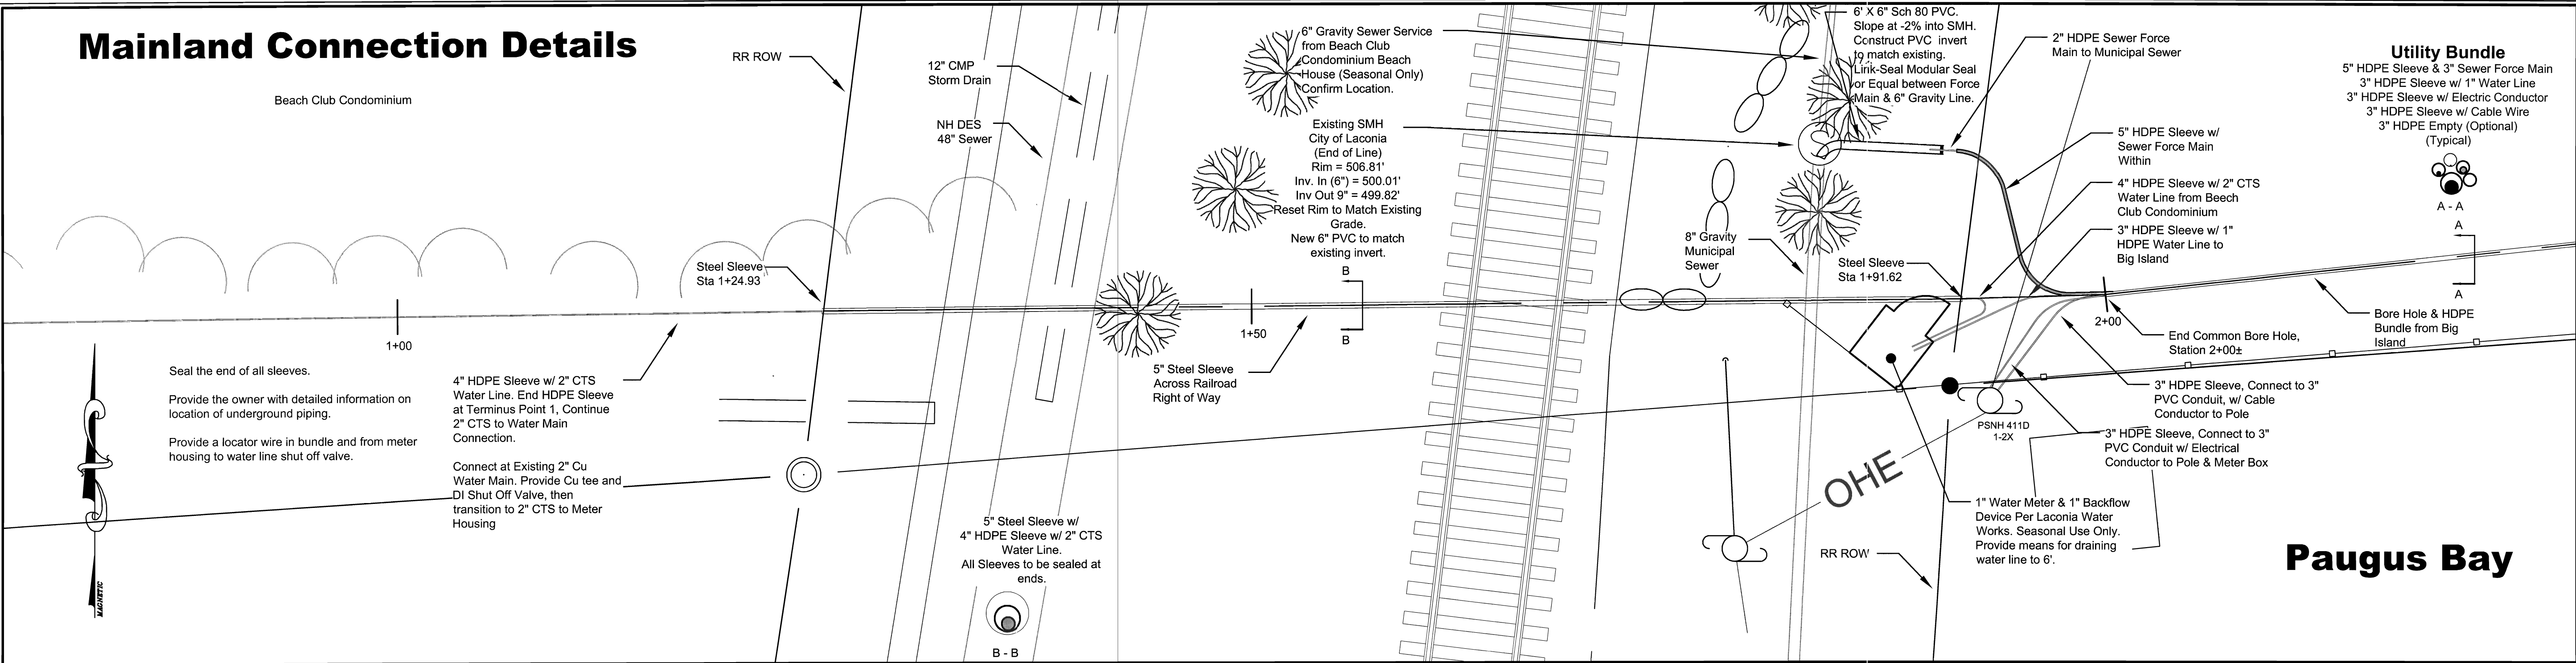 Mainland Connection Details
Beach Club Condominium
RR ROW
12" CMP
Storm Drain
NH DES
48" Sewer
6" Gravity Sewer Service
from Beach Club
Condominium Beach
House (Seasonal Only)
Confirm Location.
Existing SMH
City of Laconia
(End of Line)
Rim = 506.81'
Inv. In (6") = 500.01'
Inv Out 9" = 499.82'
Reset Rim to Match Existing
Grade.
New 6" PVC to match
existing invert.
6' X 6" Sch 80 PVC.
Slope at -2% into SMH.
Construct PVC invert
to match existing.
Link-Seal Modular Seal
or Equal between Force
Main & 6" Gravity Line.
2" HDPE Sewer Force
Main to Municipal Sewer
Utility Bundle
5" HDPE Sleeve & 3" Sewer Force Main
3" HDPE Sleeve w/ 1" Water Line
3" HDPE Sleeve w/ Electric Conductor
3" HDPE Sleeve w/ Cable Wire
3" HDPE Empty (Optional)
(Typical)
A - A
5" HDPE Sleeve w/
Sewer Force Main
Within
4" HDPE Sleeve w/ 2" CTS
Water Line from Beech
Club Condominium
3" HDPE Sleeve w/ 1"
HDPE Water Line to
Big Island
A
A
8" Gravity
Municipal
Sewer
Steel Sleeve
Sta 1+91.62
Steel Sleeve
Sta 1+24.93
B
B
1+00
1+50
2+00
S
End Common Bore Hole,
Station 2+00±
Bore Hole & HDPE
Bundle from Big
Island
5" Steel Sleeve
Across Railroad
Right of Way
Seal the end of all sleeves.
Provide the owner with detailed information on
location of underground piping.
Provide a locator wire in bundle and from meter
housing to water line shut off valve.
4" HDPE Sleeve w/ 2" CTS
Water Line. End HDPE Sleeve
at Terminus Point 1, Continue
2" CTS to Water Main
Connection.
Connect at Existing 2" Cu
Water Main. Provide Cu tee and
DI Shut Off Valve, then
transition to 2" CTS to Meter
Housing
3" HDPE Sleeve, Connect to 3"
PVC Conduit, w/ Cable
Conductor to Pole
PSNH 411D
1-2X
3" HDPE Sleeve, Connect to 3"
PVC Conduit w/ Electrical
Conductor to Pole & Meter Box
OHE
1" Water Meter & 1" Backflow
Device Per Laconia Water
Works. Seasonal Use Only.
Provide means for draining
water line to 6'.
RR ROW
5" Steel Sleeve w/
4" HDPE Sleeve w/ 2" CTS
Water Line.
All Sleeves to be sealed at
ends.
B - B
MAGNETIC
Paugus Bay